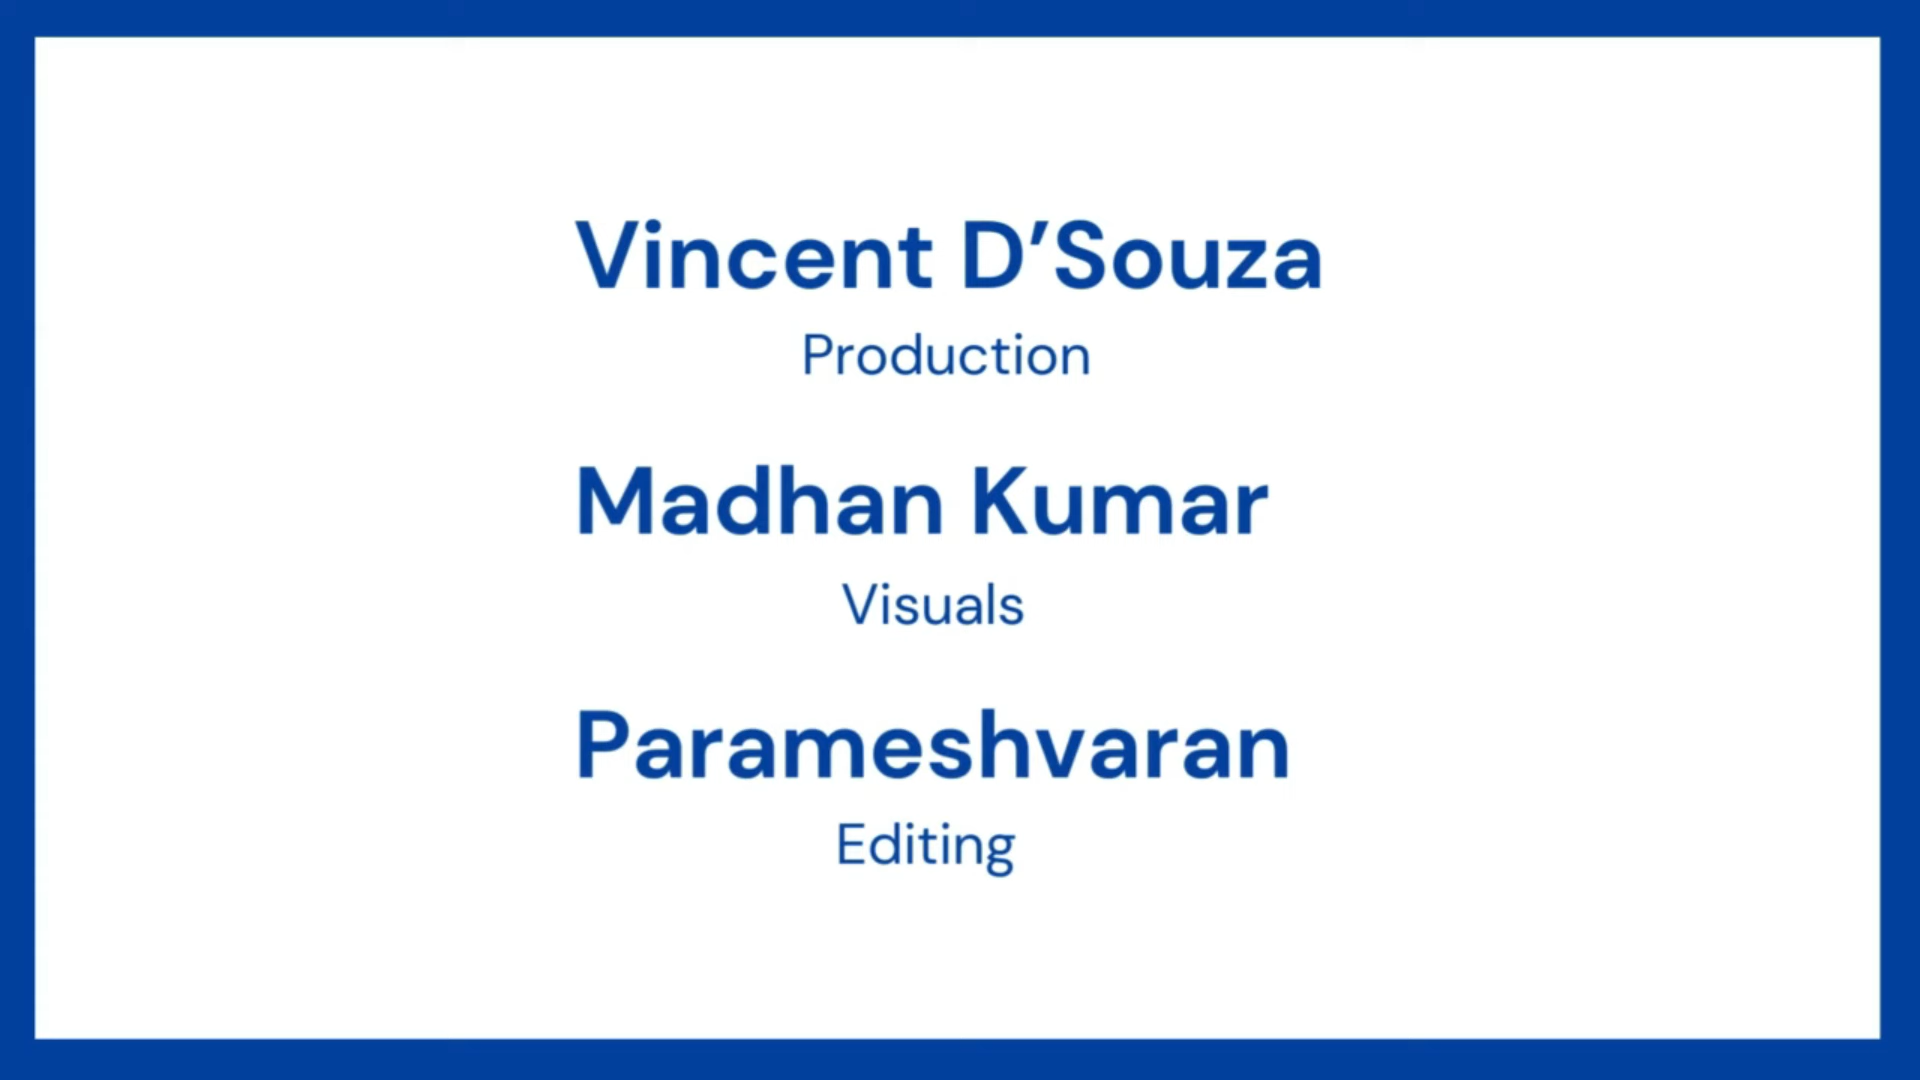 Vincent D’Souza
Production
Madhan Kumar
Visuals
Parameshvaran
Editing